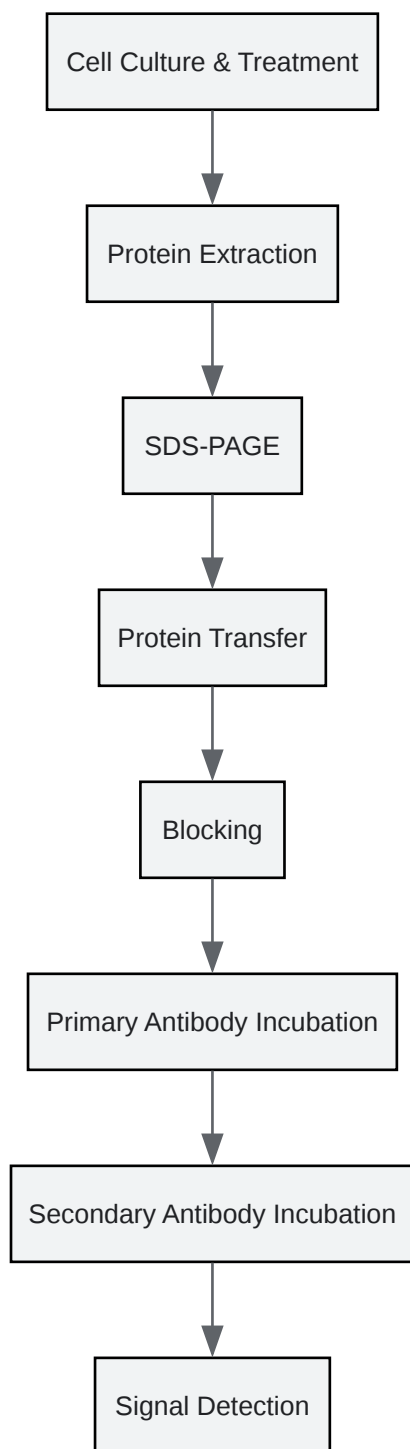 Cell Culture & Treatment
Protein Extraction
SDS-PAGE
Protein Transfer
Blocking
Primary Antibody Incubation
Secondary Antibody Incubation
Signal Detection